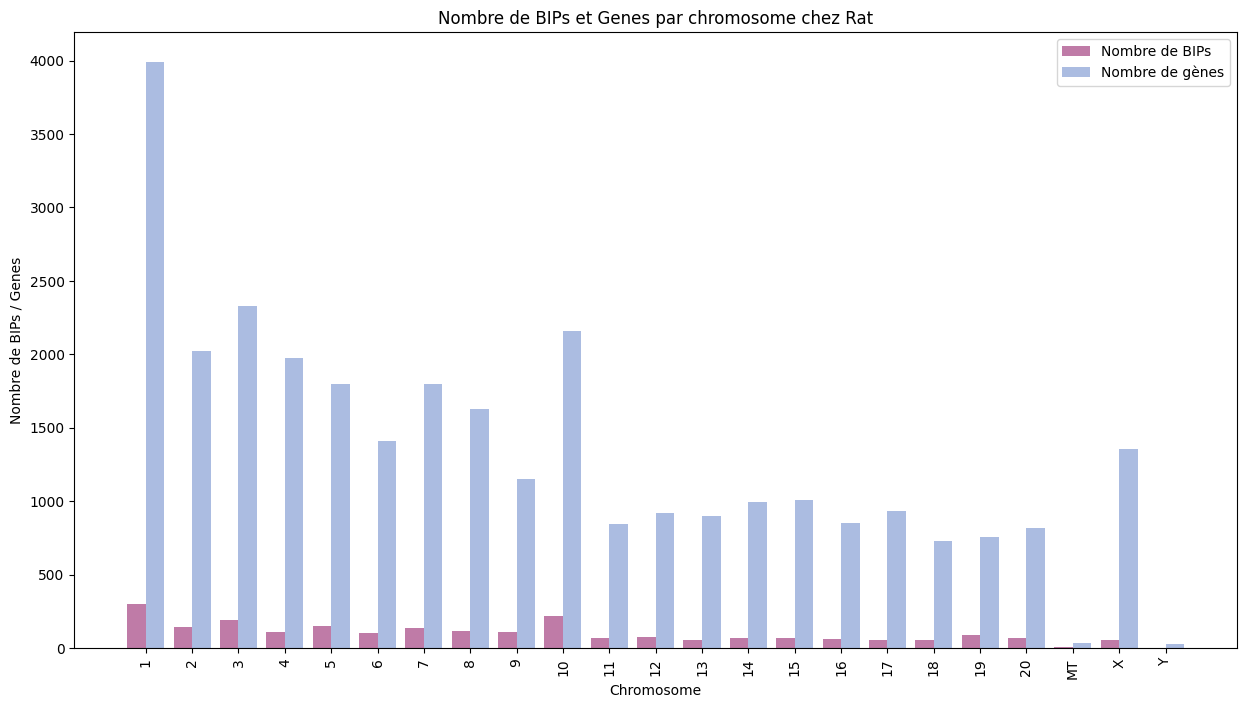 Nombre de BIPs et Genes par chromosome chez Rat
Nombre de BIPs
Nombre de gènes
Nombre de BIPs / Genes
4000
3500
3000
2500
2000
1500
1000
500
0
1 2 3 4 5 6 7 8 9 10 11 12 13 14 15 16 17 18 19 20 MT X Y
Chromosome